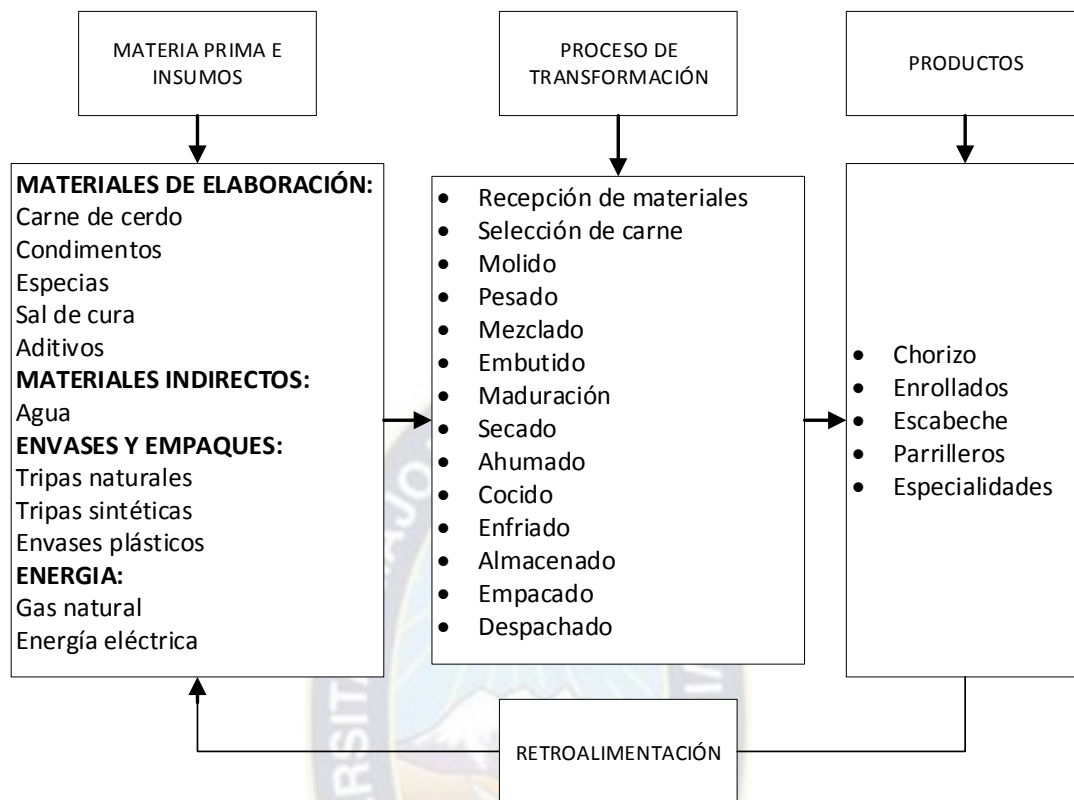 MATERIA PRIMA E
INSUMOS
PROCESO DE
TRANSFORMACIÓN
PRODUCTOS
MATERIALES DE ELABORACIÓN:
Carne de cerdo
Condimentos
Especias
Sal de cura
Aditivos
MATERIALES INDIRECTOS:
Agua
ENVASES Y EMPAQUES:
Tripas naturales
Tripas sintéticas
Envases plásticos
ENERGIA:
Gas natural
Energía eléctrica
• Recepción de materiales
• Selección de carne
• Molido
• Pesado
• Mezclado
• Embutido
• Maduración
• Secado
• Ahumado
• Cocido
• Enfriado
• Almacenado
• Empacado
• Despachado
• Chorizo
• Enrollados
• Escabeche
• Parrilleros
• Especialidades
RETROALIMENTACIÓN